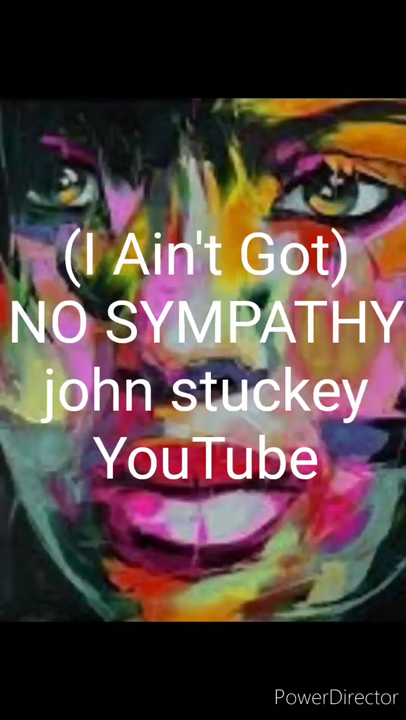 (I Ain't Got)
NO SYMPATHY
john stuckey
YouTube
PowerDirector